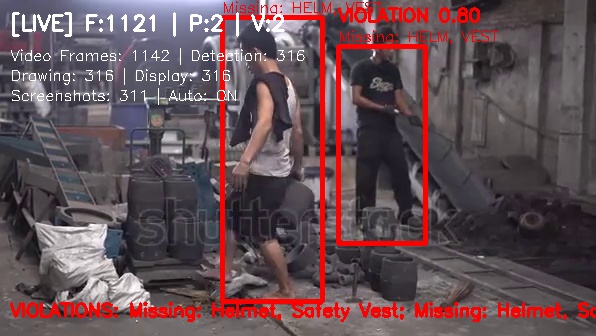 Missing: HELM, VEST
[LIVE] F:1121 | P:2 | V:2
VIOLATION 0.80
Missing: HELM, VEST
Video Frames: 1142 | Detection: 316
Drawing: 316 | Display: 316
Screenshots: 311 | Auto: ON
shutterstock
VIOLATIONS: Missing: Helmet, Safety Vest; Missing: Helmet, Sa